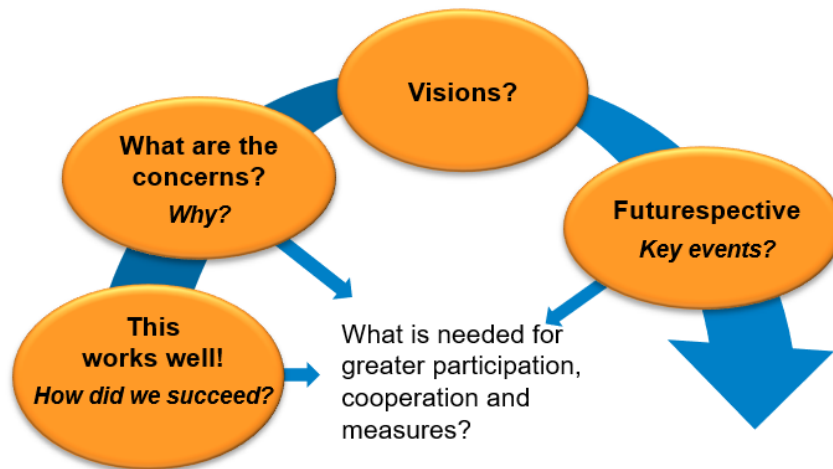 Visions?
What are the
concerns?
Why?
Futurespective
Key events?
This
works well!
How did we succeed?
What is needed for
greater participation,
cooperation and
measures?